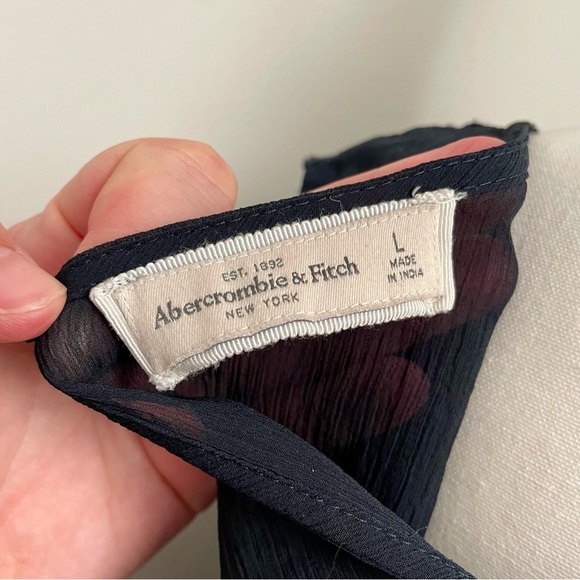 EST. 1892
Abercrombie & Fitch
NEW YORK
L
MADE
IN INDIA